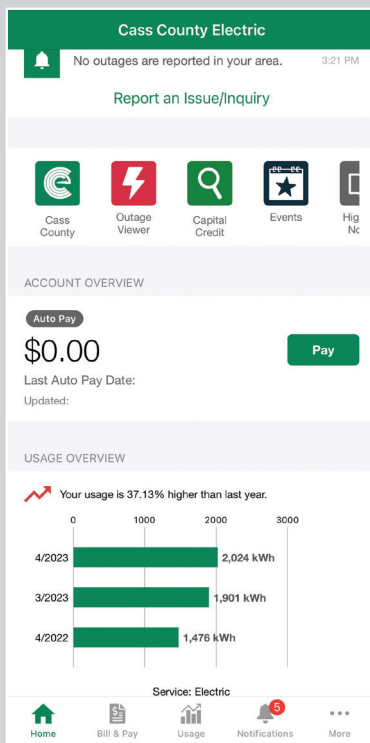 Cass County Electric
No outages are reported in your area. 3:21 PM
Report an Issue/Inquiry
Cass
County
Outage
Viewer
Capital
Credit
Events
Hig
No
ACCOUNT OVERVIEW
Auto Pay
$0.00
Pay
Last Auto Pay Date:
Updated:
USAGE OVERVIEW
Your usage is 37.13% higher than last year.
0 1000 2000 3000
4/2023 2,024 kWh
3/2023 1,901 kWh
4/2022 1,476 kWh
Service: Electric
5
Home Bill & Pay Usage Notifications More